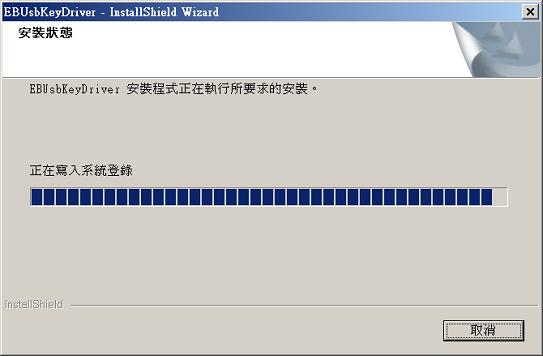 EBUsbKeyDriver - InstallShield Wizard
安裝狀態
EBUsbKeyDriver 安裝程式正在執行所要求的安裝。
正在寫入系統登錄
InstallShield
取消